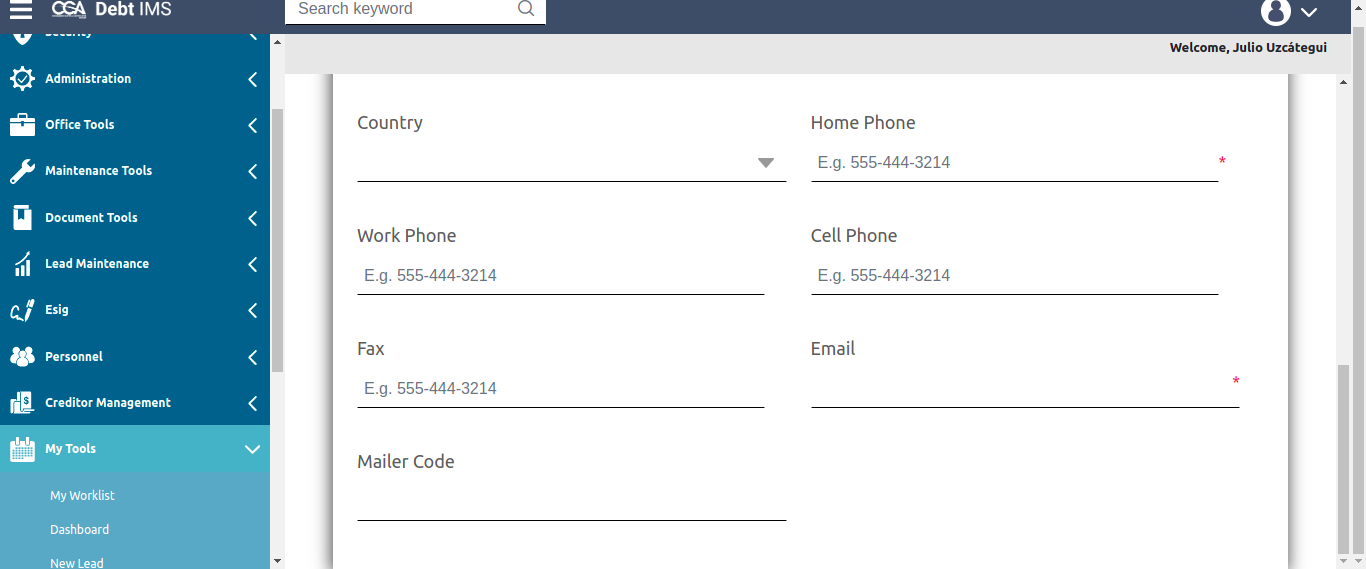 CGA Debt IMS
Search keyword
Welcome, Julio Uzcátegui
Security
Administration
Office Tools
Maintenance Tools
Document Tools
Lead Maintenance
Esig
Personnel
Creditor Management
My Tools
My Worklist
Dashboard
New Lead
Country
Home Phone
E.g. 555-444-3214 *
Work Phone
E.g. 555-444-3214
Cell Phone
E.g. 555-444-3214
Fax
E.g. 555-444-3214
Email
*
Mailer Code